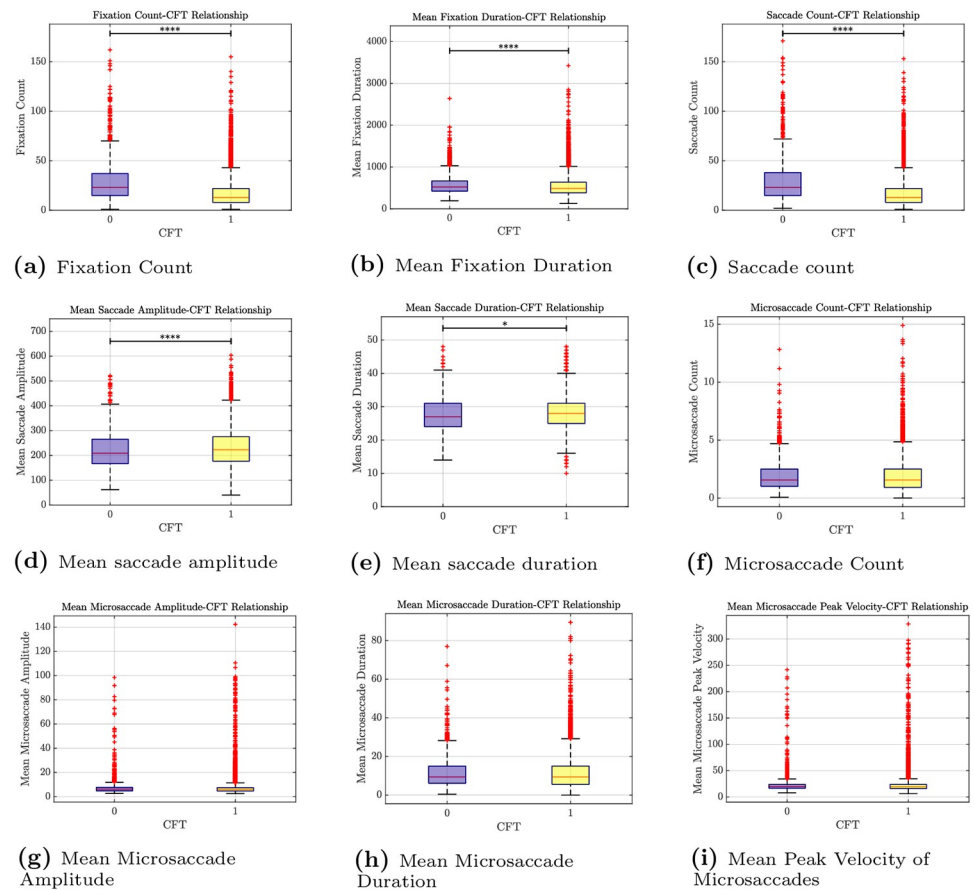 Fixation Count-CFT Relationship
****
Fixation Count
150
100
50
0
0
1
CFT
(a) Fixation Count
Mean Fixation Duration-CFT Relationship
****
Mean Fixation Duration
4000
3000
2000
1000
0
0
1
CFT
(b) Mean Fixation Duration
Saccade Count-CFT Relationship
****
Saccade Count
150
100
50
0
0
1
CFT
(c) Saccade count
Mean Saccade Amplitude-CFT Relationship
****
Mean Saccade Amplitude
700
600
500
400
300
200
100
0
0
1
CFT
(d) Mean saccade amplitude
Mean Saccade Duration-CFT Relationship
*
Mean Saccade Duration
50
40
30
20
10
0
0
1
CFT
(e) Mean saccade duration
Microsaccade Count-CFT Relationship
Microsaccade Count
15
10
5
0
0
1
CFT
(f) Microsaccade Count
Mean Microsaccade Amplitude-CFT Relationship
Mean Microsaccade Amplitude
140
120
100
80
60
40
20
0
0
1
CFT
(g) Mean Microsaccade
Amplitude
Mean Microsaccade Duration-CFT Relationship
Mean Microsaccade Duration
80
60
40
20
0
0
1
CFT
(h) Mean Microsaccade
Duration
Mean Microsaccade Peak Velocity-CFT Relationship
Mean Microsaccade Peak Velocity
300
250
200
150
100
50
0
0
1
CFT
(i) Mean Peak Velocity of
Microsaccades